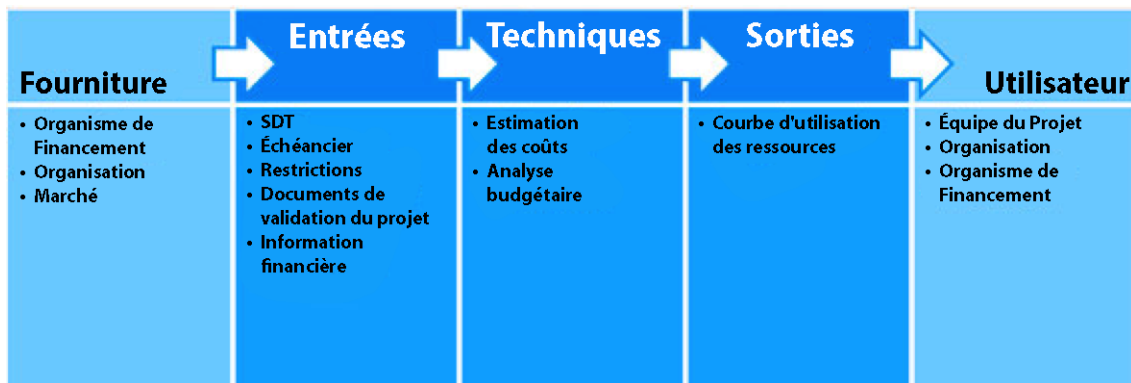 Fourniture
Entrées
Techniques
Sorties
Utilisateur
• Organisme de
Financement
• Organisation
• Marché
• SDT
• Échéancier
• Restrictions
• Documents de
validation du projet
• Information
financière
• Estimation
des coûts
• Analyse
budgétaire
• Courbe d'utilisation
des ressources
• Équipe du Projet
• Organisation
• Organisme de
Financement